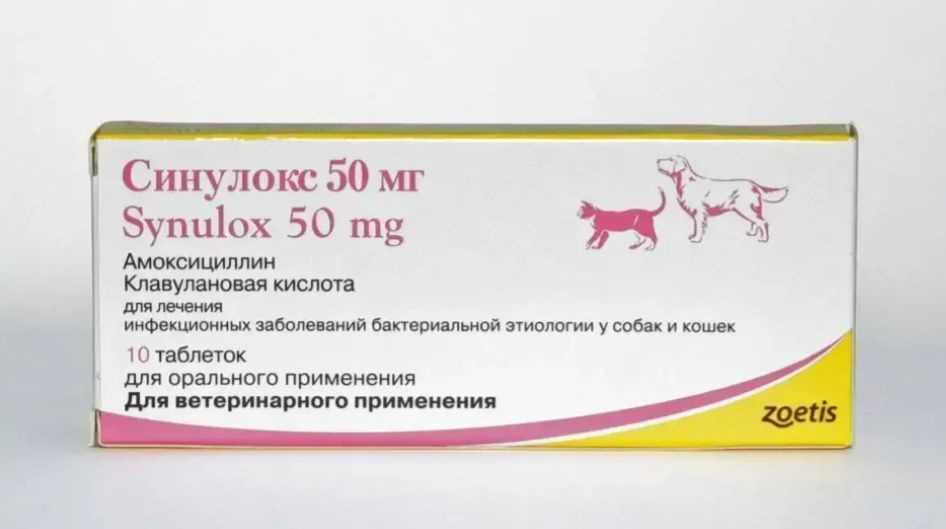 Синулокс 50 мг
Synulox 50 mg
Амоксициллин
Клавулановая кислота
для лечения
инфекционных заболеваний бактериальной этиологии у собак и кошек
10 таблеток
для орального применения
Для ветеринарного применения
zoetis